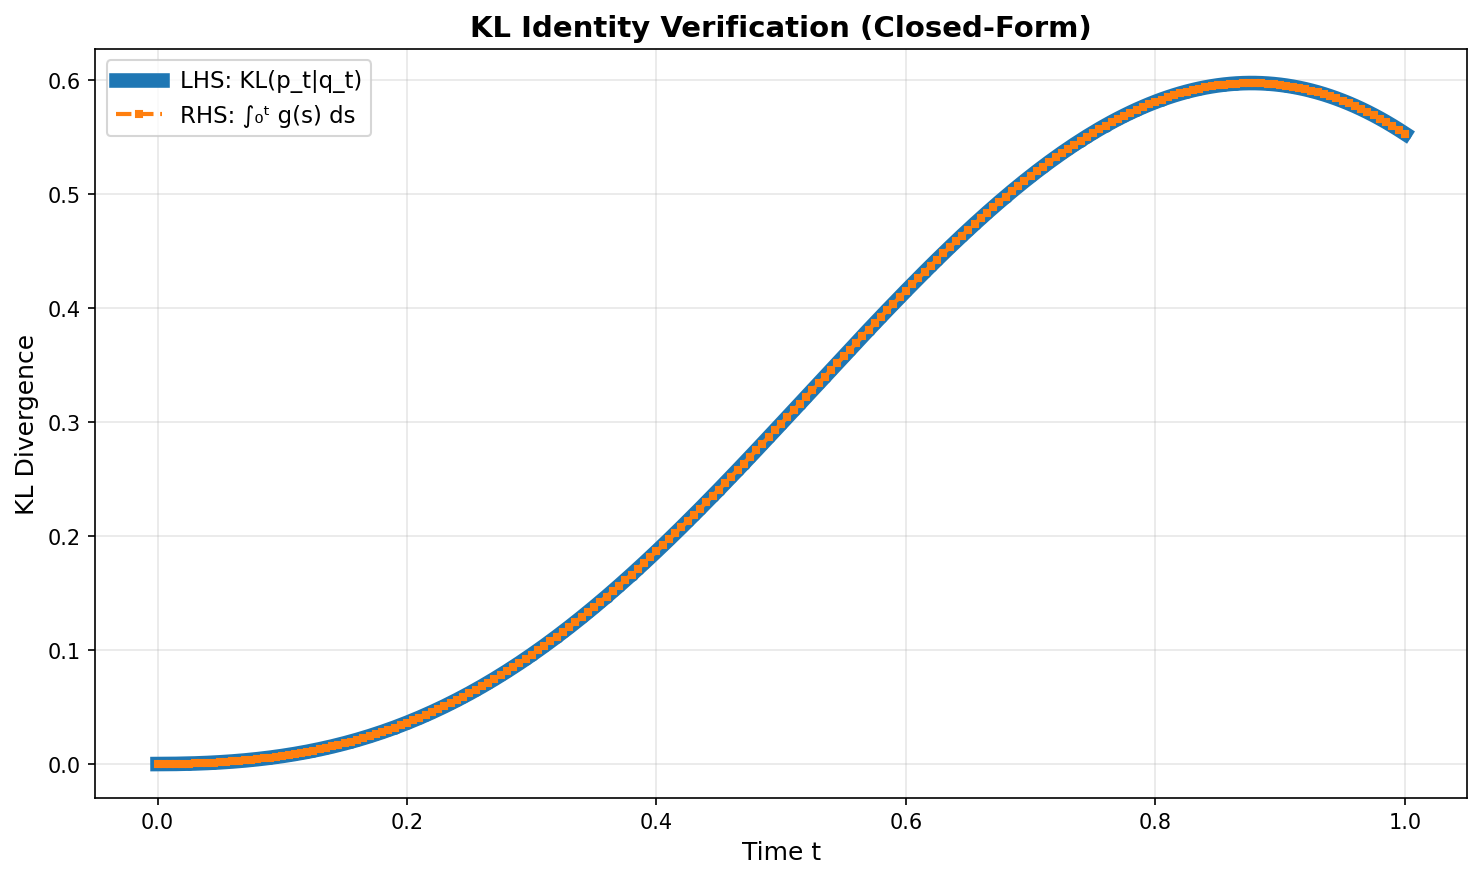 KL Identity Verification (Closed-Form)
LHS: KL(p_t|q_t)
RHS: ∫₀ᵗ g(s) ds
KL Divergence
0.6
0.5
0.4
0.3
0.2
0.1
0.0
0.0 0.2 0.4 0.6 0.8 1.0
Time t